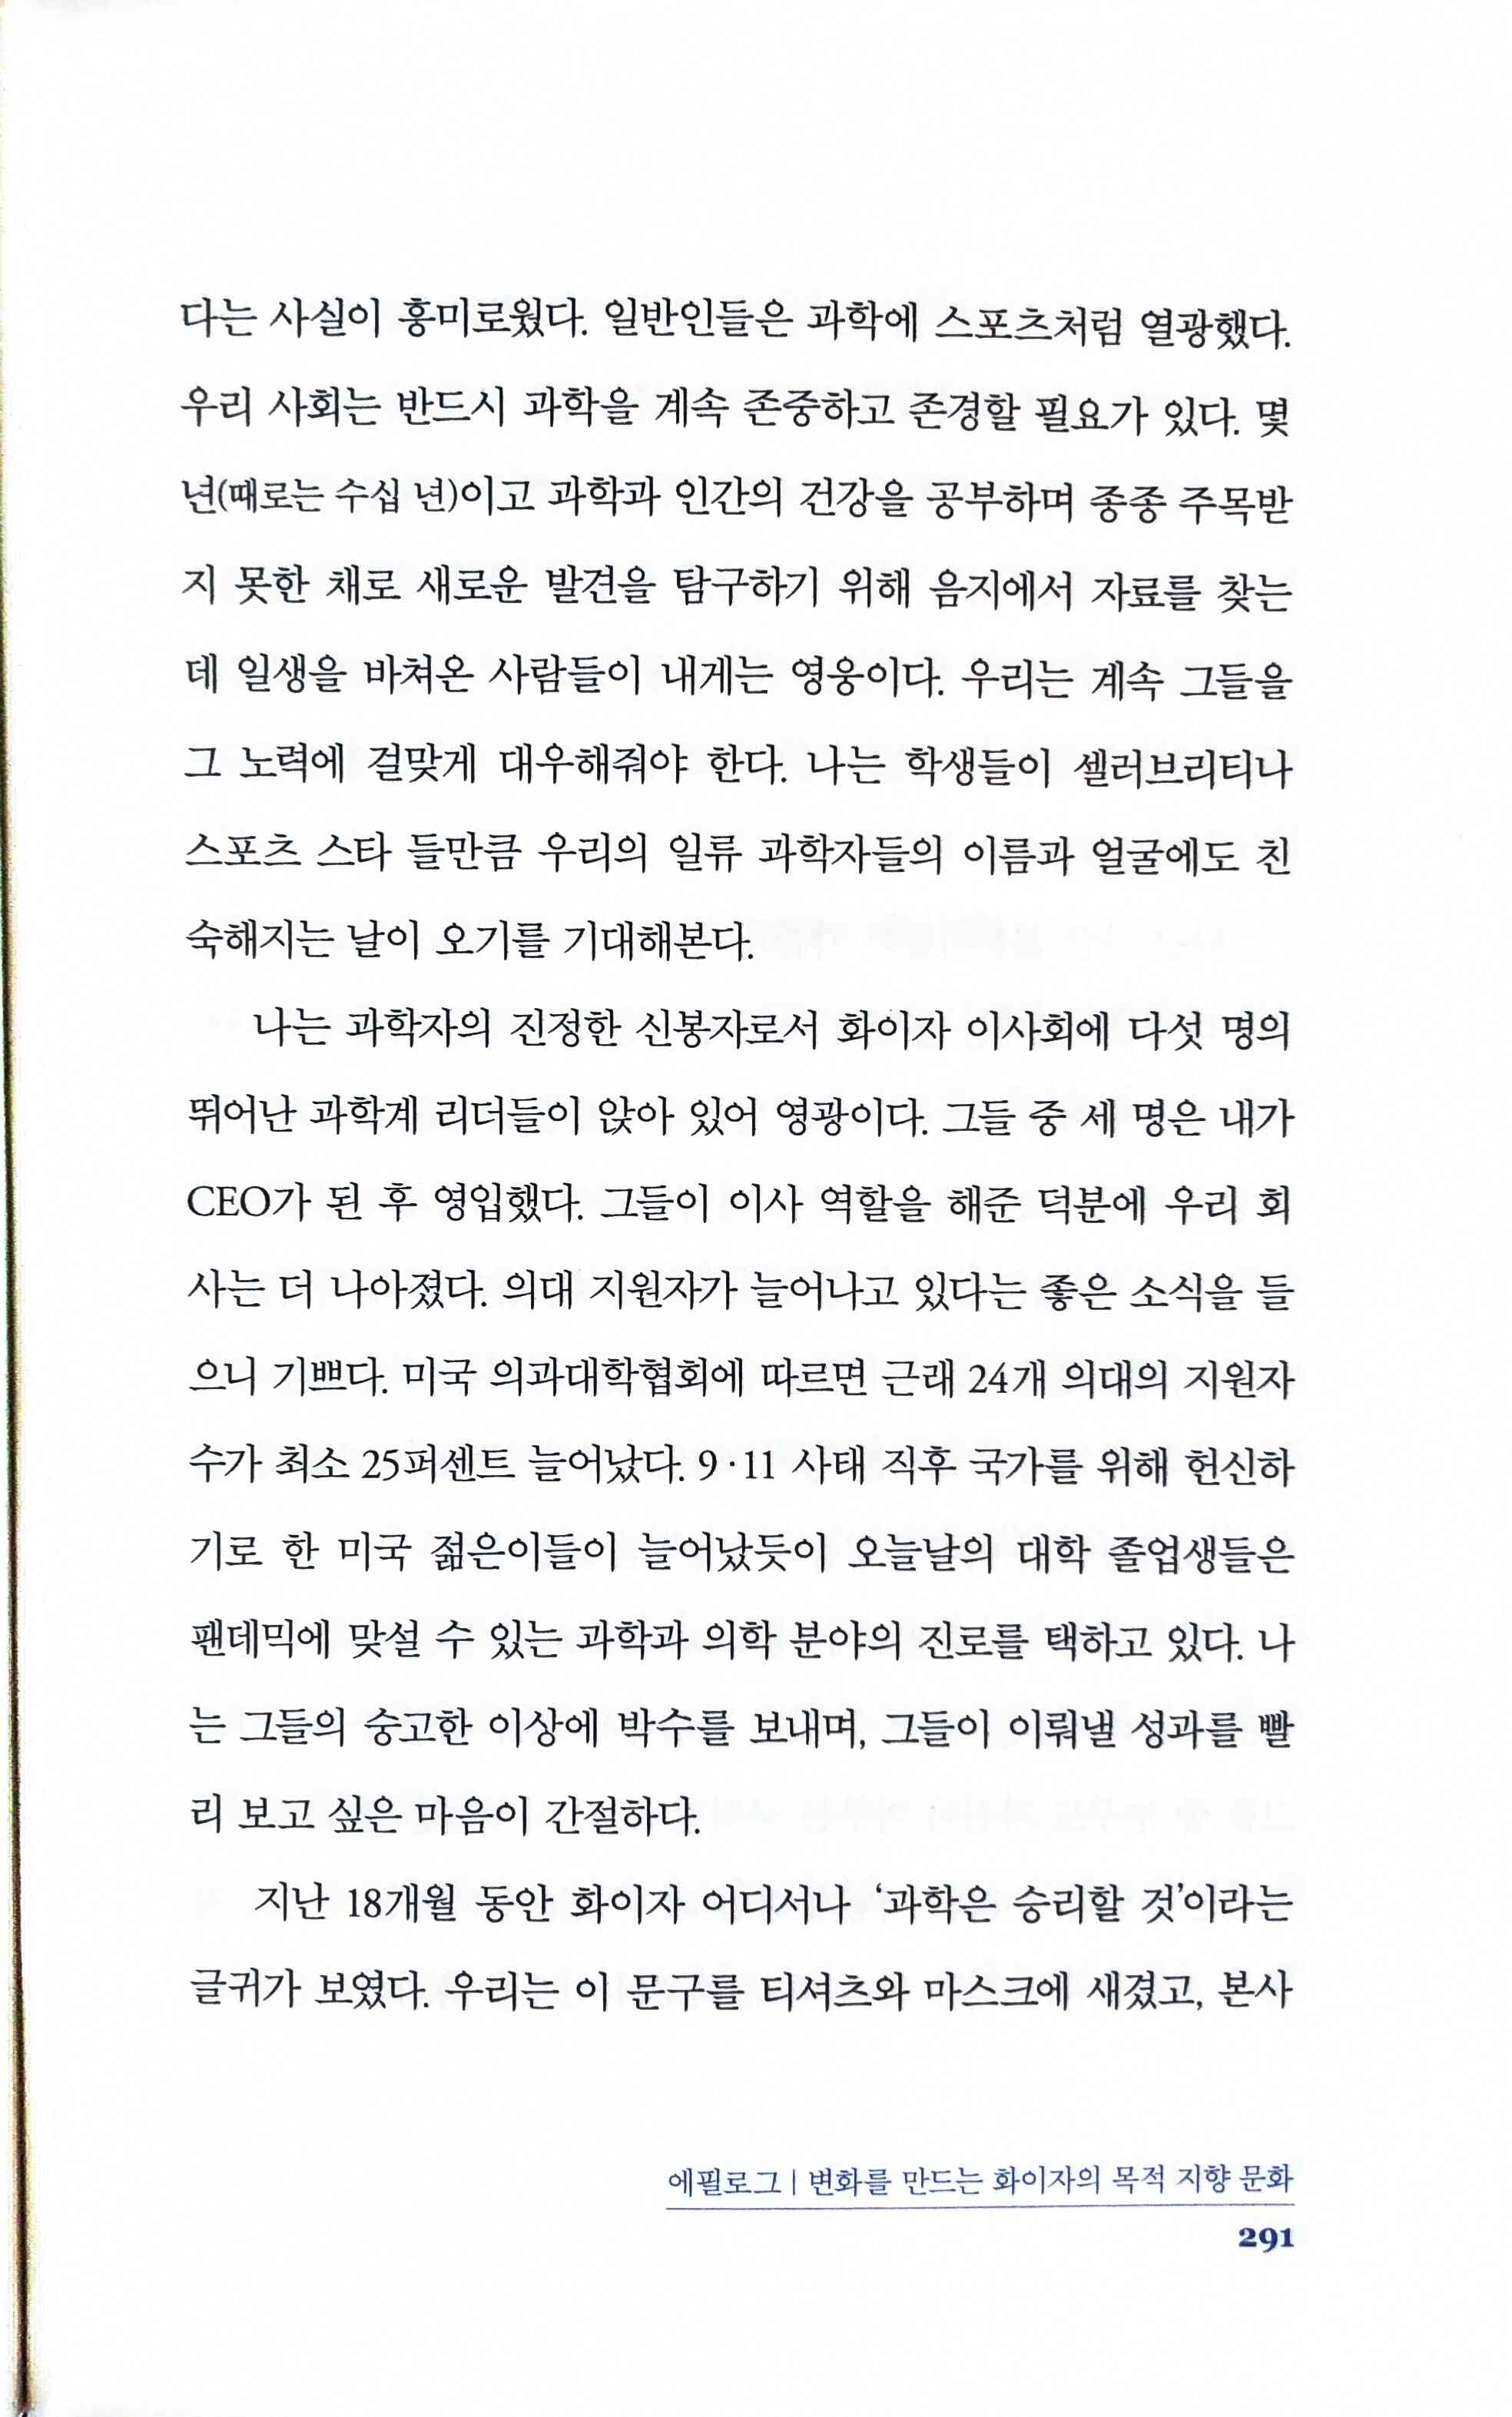 다는 사실이 흥미로웠다. 일반인들은 과학에 스포츠처럼 열광했다.
우리 사회는 반드시 과학을 계속 존중하고 존경할 필요가 있다. 몇
년(때로는 수십 년)이고 과학과 인간의 건강을 공부하며 종종 주목받
지 못한 채로 새로운 발견을 탐구하기 위해 음지에서 자료를 찾는
데 일생을 바쳐온 사람들이 내게는 영웅이다. 우리는 계속 그들을
그 노력에 걸맞게 대우해줘야 한다. 나는 학생들이 셀러브리티나
스포츠 스타 들만큼 우리의 일류 과학자들의 이름과 얼굴에도 친
숙해지는 날이 오기를 기대해본다.
나는 과학자의 진정한 신봉자로서 화이자 이사회에 다섯 명의
뛰어난 과학계 리더들이 앉아 있어 영광이다. 그들 중 세 명은 내가
CEO가 된 후 영입했다. 그들이 이사 역할을 해준 덕분에 우리 회
사는 더 나아졌다. 의대 지원자가 늘어나고 있다는 좋은 소식을 들
으니 기쁘다. 미국 의과대학협회에 따르면 근래 24개 의대의 지원자
수가 최소 25퍼센트 늘어났다. 9·11 사태 직후 국가를 위해 헌신하
기로 한 미국 젊은이들이 늘어났듯이 오늘날의 대학 졸업생들은
팬데믹에 맞설 수 있는 과학과 의학 분야의 진로를 택하고 있다. 나
는 그들의 숭고한 이상에 박수를 보내며, 그들이 이뤄낼 성과를 빨
리 보고 싶은 마음이 간절하다.
지난 18개월 동안 화이자 어디서나 ‘과학은 승리할 것’이라는
글귀가 보였다. 우리는 이 문구를 티셔츠와 마스크에 새겼고, 본사
에필로그 | 변화를 만드는 화이자의 목적 지향 문화
291